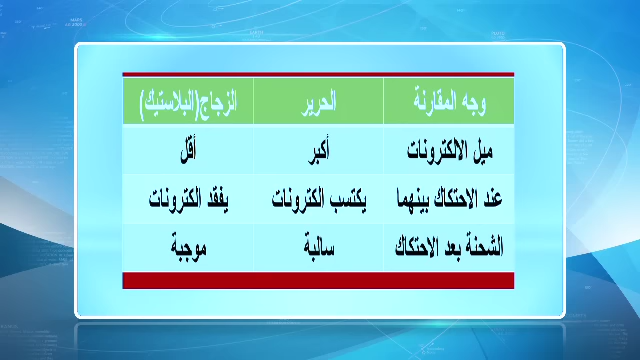 وجه المقارنة الحرير الزجاج(البلاستيك)
ميل الالكترونات أكبر أقل
عند الاحتكاك بينهما يكتسب الكترونات يفقد الكترونات
الشحنة بعد الاحتكاك سالبة موجبة